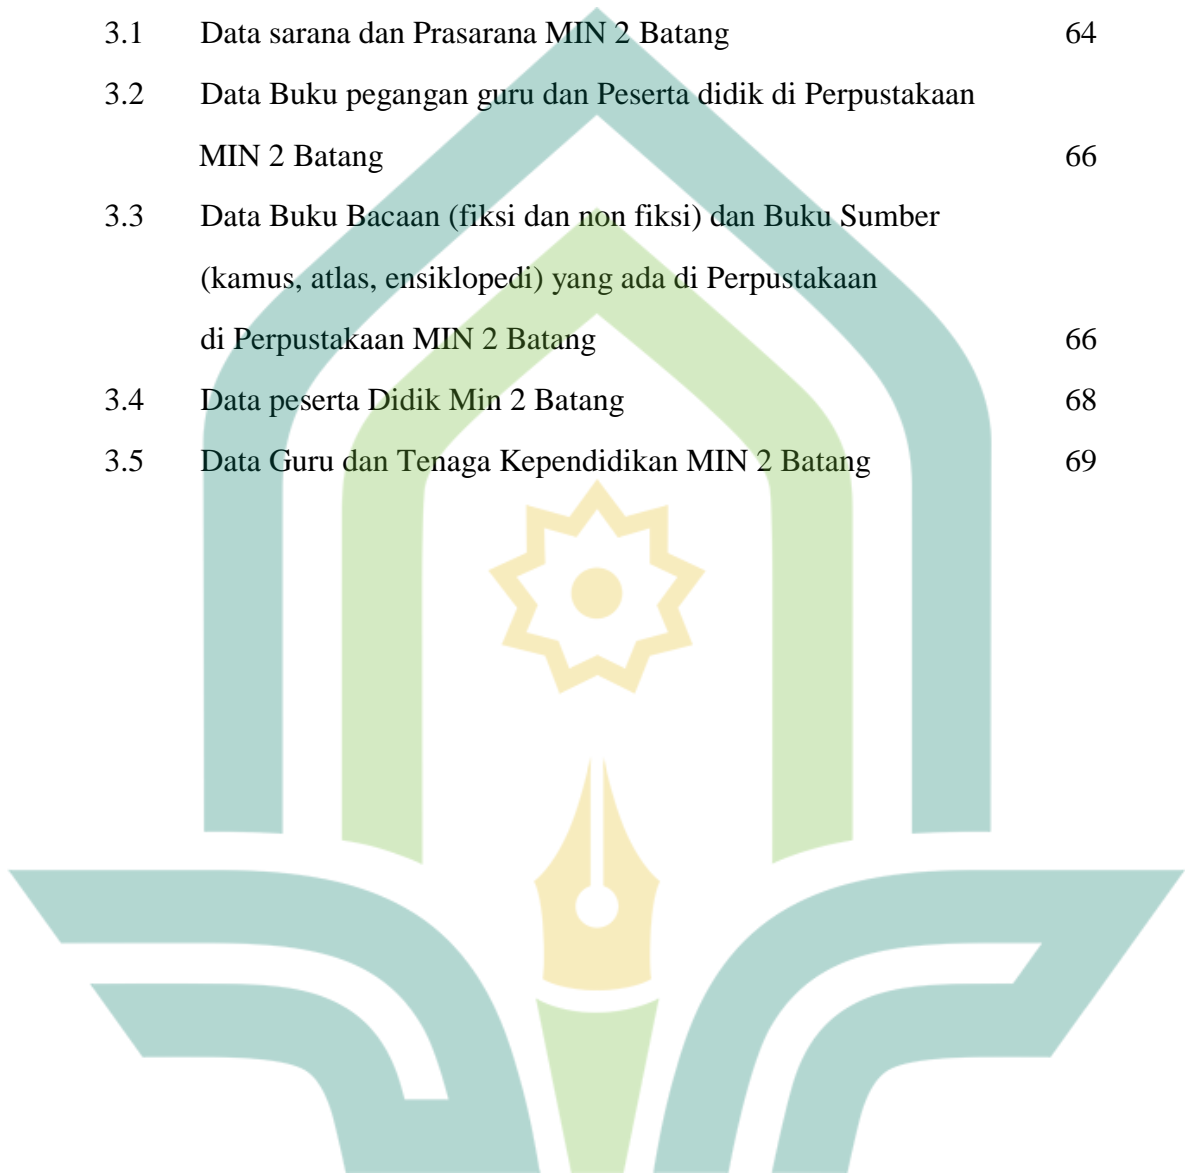 3.1 Data sarana dan Prasarana MIN 2 Batang 64
3.2 Data Buku pegangan guru dan Peserta didik di Perpustakaan
MIN 2 Batang 66
3.3 Data Buku Bacaan (fiksi dan non fiksi) dan Buku Sumber
(kamus, atlas, ensiklopedi) yang ada di Perpustakaan
di Perpustakaan MIN 2 Batang 66
3.4 Data peserta Didik Min 2 Batang 68
3.5 Data Guru dan Tenaga Kependidikan MIN 2 Batang 69